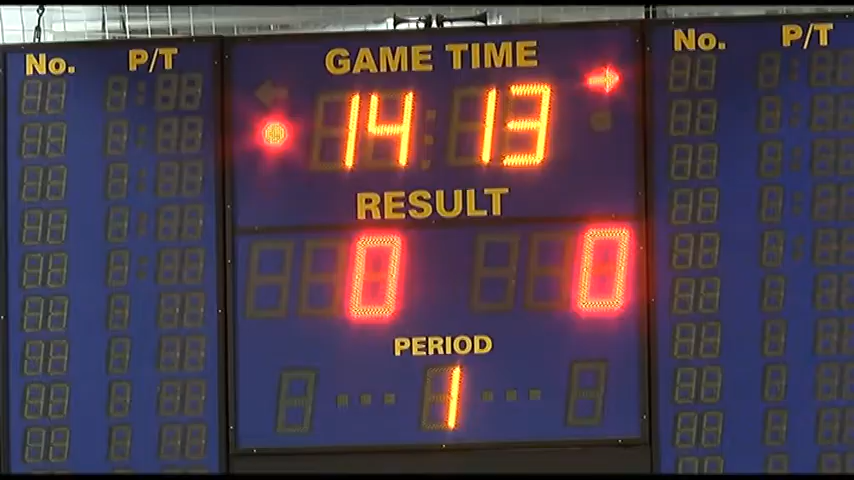 No. P/T GAME TIME No. P/T
14 13
RESULT
0 0
PERIOD
1